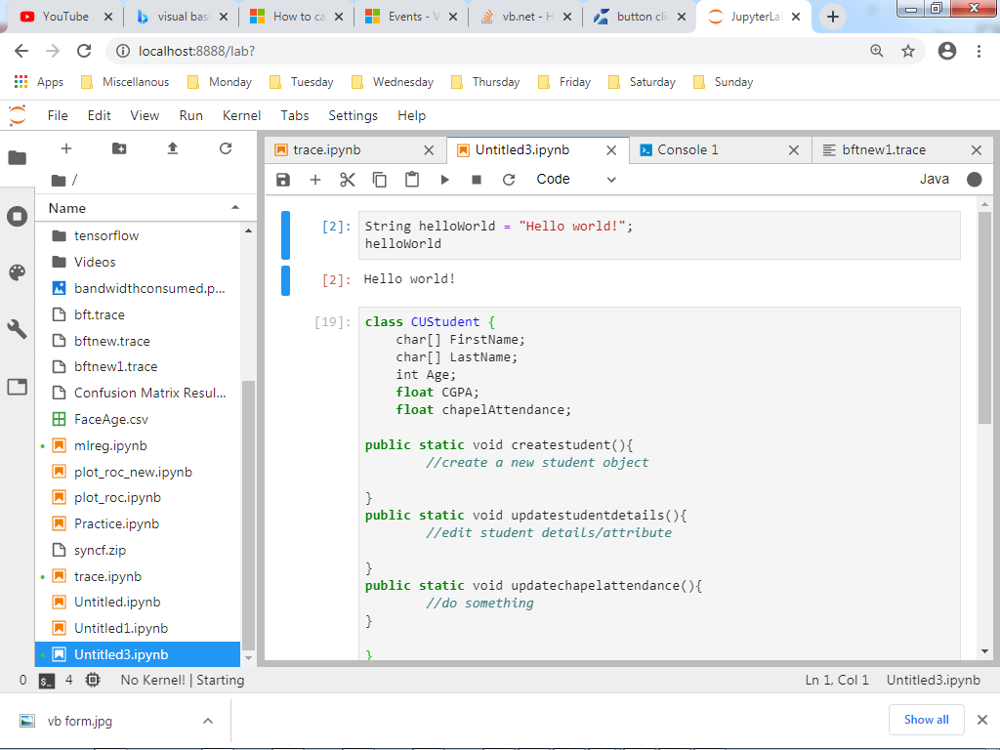 YouTube
visual bas
How to ca
Events - V
vb.net - H
button cli
JupyterLa
localhost:8888/lab?
Apps
Miscellanous
Monday
Tuesday
Wednesday
Thursday
Friday
Saturday
Sunday
File Edit View Run Kernel Tabs Settings Help
/
Name
tensorflow
Videos
bandwidthconsumed.p...
bft.trace
bftnew.trace
bftnew1.trace
Confusion Matrix Resul...
FaceAge.csv
mlreg.ipynb
plot_roc_new.ipynb
plot_roc.ipynb
Practice.ipynb
syncf.zip
trace.ipynb
Untitled.ipynb
Untitled1.ipynb
Untitled3.ipynb
trace.ipynb
Untitled3.ipynb
Console 1
bftnew1.trace
Code
Java
[2]: String helloWorld = "Hello world!";
helloWorld
[2]: Hello world!
[19]: class CUStudent {
char[] FirstName;
char[] LastName;
int Age;
float CGPA;
float chapelAttendance;
public static void createstudent(){
//create a new student object
}
public static void updatestudentdetails(){
//edit student details/attribute
}
public static void updatechapelattendance(){
//do something
}
}
0 $_ 4 No Kernel! | Starting
Ln 1, Col 1 Untitled3.ipynb
vb form.jpg
Show all